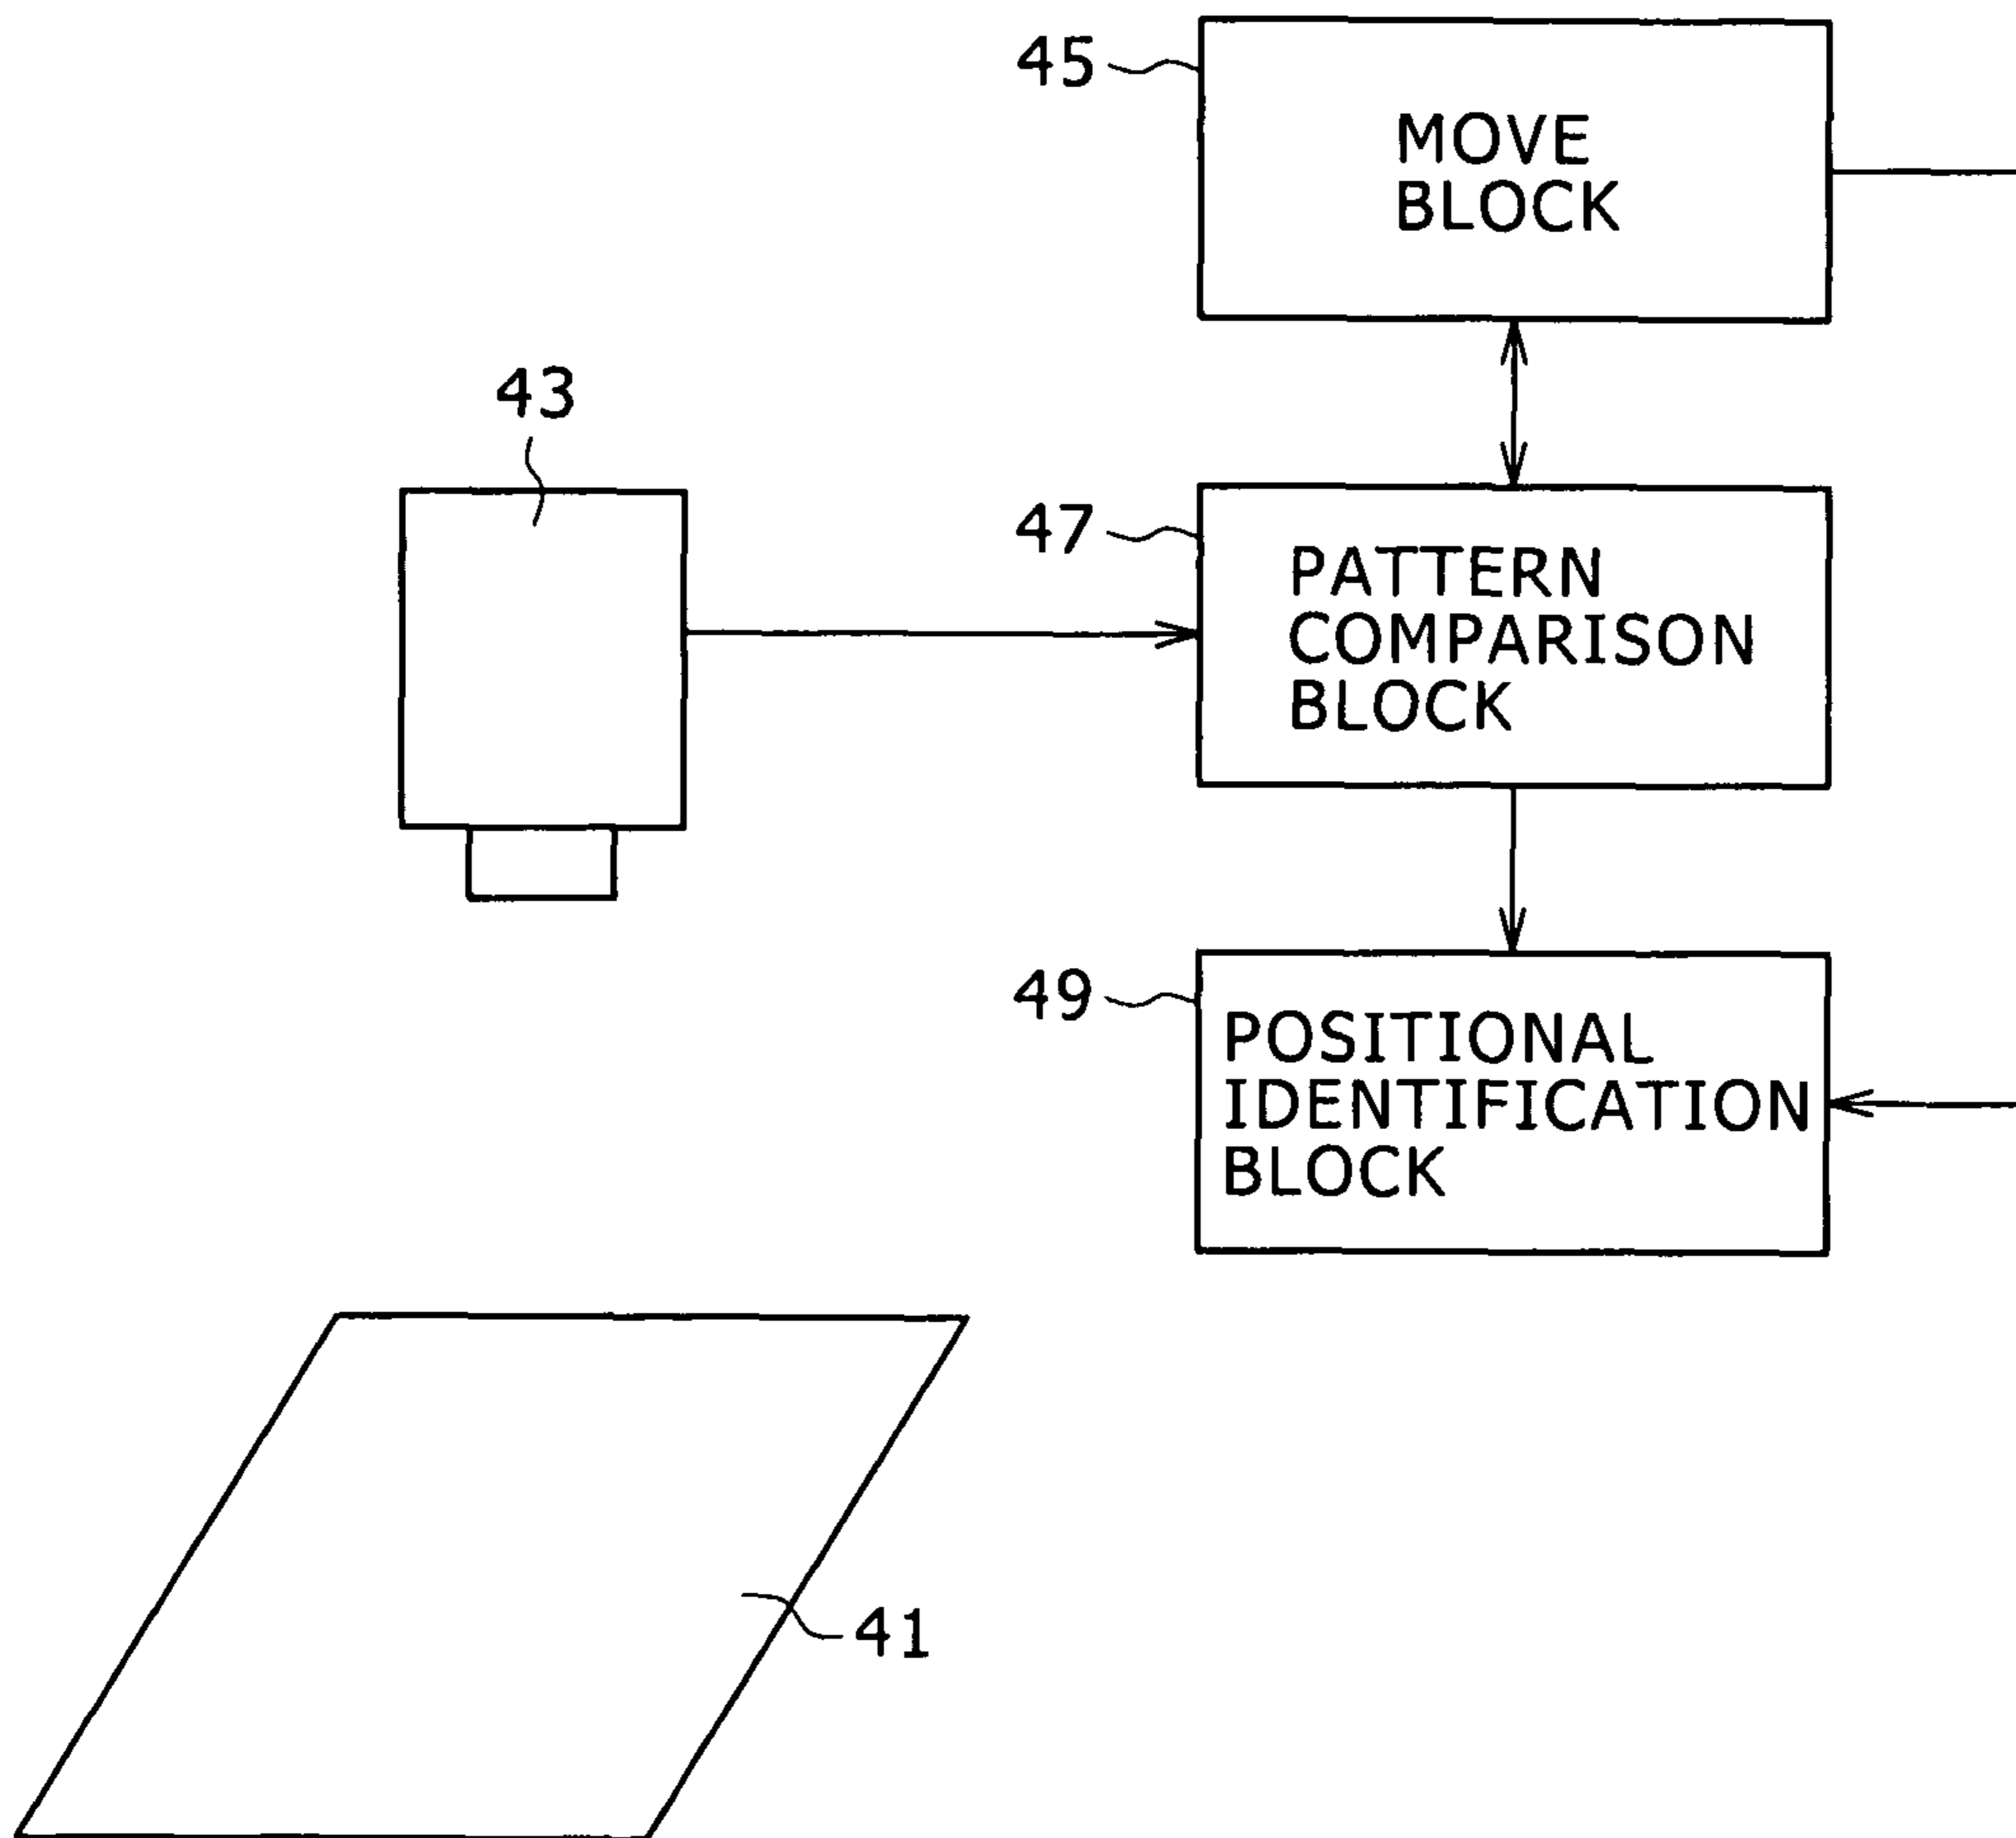 45
MOVE
BLOCK
43
47
PATTERN
COMPARISON
BLOCK
49
POSITIONAL
IDENTIFICATION
BLOCK
41